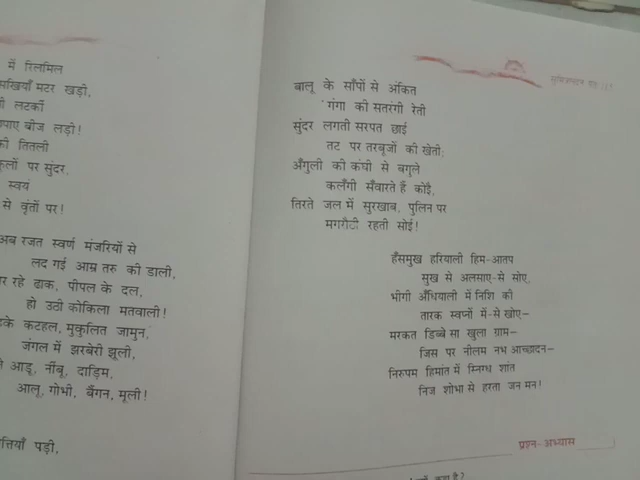 में रिलमिल
मटर खड़ी,
लटकीं
बीज लड़ी!
तितली
पर सुंदर,
स्वयं
से वृंतों पर!
अब रजत स्वर्ण मंजरियों से
लद गई आम्र तरु की डाली,
रहे ढाक, पीपल के दल,
हो उठी कोकिला मतवाली!
कटहल, मुकुलित जामुन,
जंगल में झरबेरी झूली,
आडू, नींबू, दाड़िम,
आलू, गोभी, बैंगन, मूली!
पड़ी,
बालू के साँपों से अंकित
गंगा की सतरंगी रेती
सुंदर लगती सरपत छाई
तट पर तरबूजों की खेती;
अँगुली की कंघी से बगुले
कलँगी सँवारते हैं कोई,
तिरते जल में सुरखाब, पुलिन पर
मगरौठी रहती सोई!
हँसमुख हरियाली हिम-आतप
सुख से अलसाए-से सोए,
भीगी अँधियाली में निशि की
तारक स्वप्नों में-से खोए–
मरकत डिब्बे सा खुला ग्राम–
जिस पर नीलम नभ आच्छादन–
निरुपम हिमांत में स्निग्ध शांत
निज शोभा से हरता जन मन!
प्रश्न-अभ्यास
कहा है?